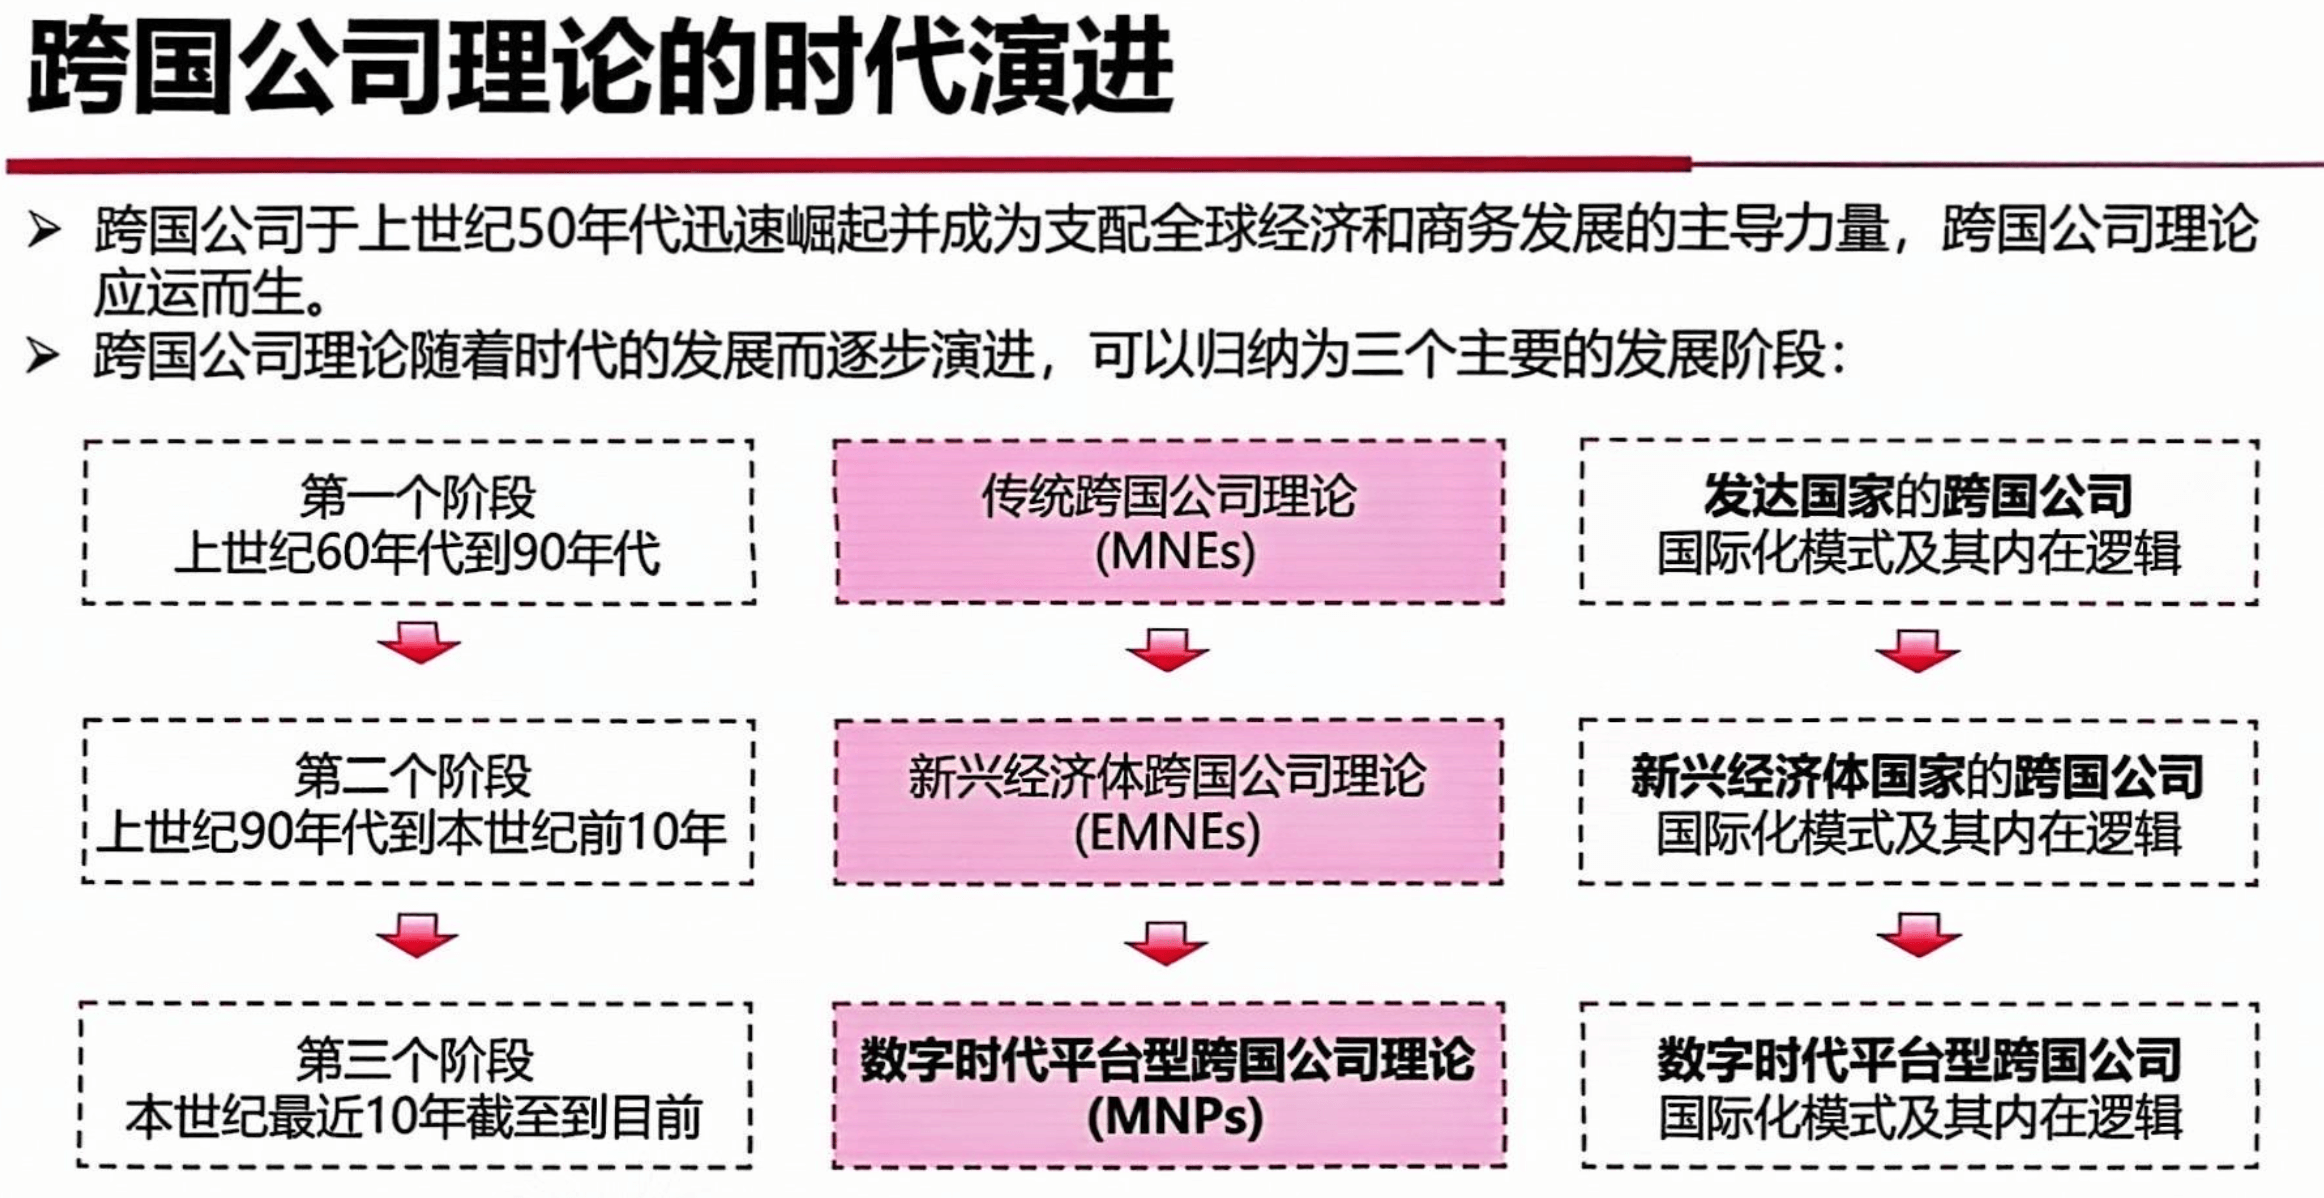 跨国公司理论的时代演进
跨国公司于上世纪50年代迅速崛起并成为支配全球经济和商务发展的主导力量，跨国公司理论
应运而生。
跨国公司理论随着时代的发展而逐步演进，可以归纳为三个主要的发展阶段：
第一个阶段
上世纪60年代到90年代
传统跨国公司理论
(MNEs)
发达国家的跨国公司
国际化模式及其内在逻辑
第二个阶段
上世纪90年代到本世纪前10年
新兴经济体跨国公司理论
(EMNEs)
新兴经济体国家的跨国公司
国际化模式及其内在逻辑
第三个阶段
本世纪最近10年截至到目前
数字时代平台型跨国公司理论
(MNPs)
数字时代平台型跨国公司
国际化模式及其内在逻辑